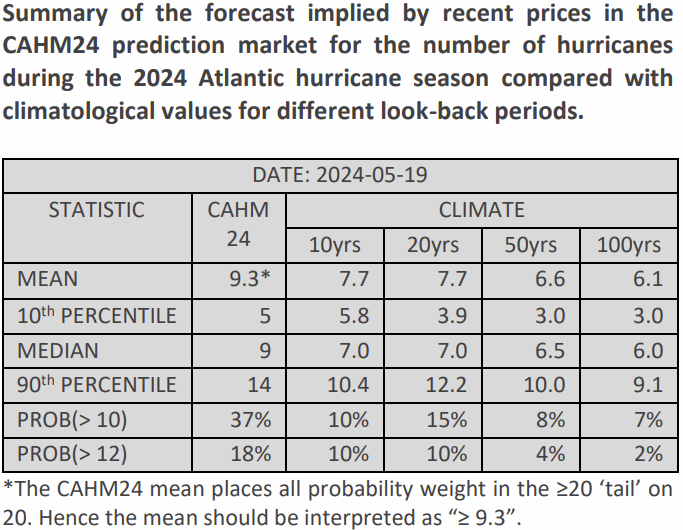 Summary of the forecast implied by recent prices in the
CAHM24 prediction market for the number of hurricanes
during the 2024 Atlantic hurricane season compared with
climatological values for different look-back periods.
DATE: 2024-05-19
STATISTIC CAHM 24 CLIMATE
10yrs 20yrs 50yrs 100yrs
MEAN 9.3* 7.7 7.7 6.6 6.1
10th PERCENTILE 5 5.8 3.9 3.0 3.0
MEDIAN 9 7.0 7.0 6.5 6.0
90th PERCENTILE 14 10.4 12.2 10.0 9.1
PROB(> 10) 37% 10% 15% 8% 7%
PROB(> 12) 18% 10% 10% 4% 2%
*The CAHM24 mean places all probability weight in the ≥20 ‘tail’ on
20. Hence the mean should be interpreted as “≥ 9.3”.